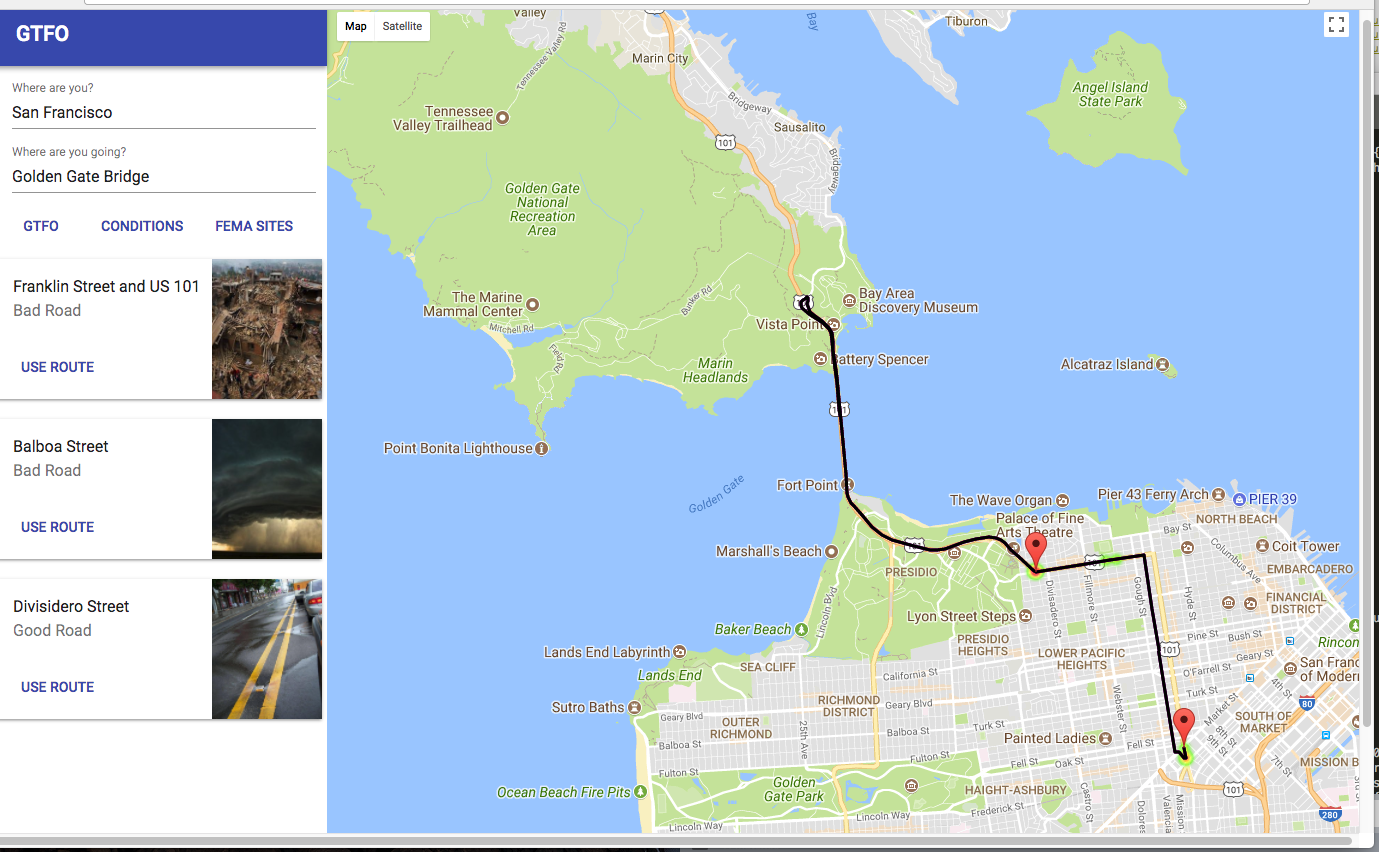 GTFO
Where are you?
San Francisco
Where are you going?
Golden Gate Bridge
GTFO
CONDITIONS
FEMA SITES
Franklin Street and US 101
Bad Road
USE ROUTE
Balboa Street
Bad Road
USE ROUTE
Divisidero Street
Good Road
USE ROUTE
Map
Satellite
Valley
Tennessee Valley Rd
Marin City
Bay
Tiburon
Angel Island
State Park
Bridgeway
Tennessee
Valley Trailhead
Sausalito
101
Bridgeway
Golden Gate
National
Recreation
Area
The Marine
Mammal Center
Bunker Rd
Mitchell Rd
Field Rd
Bay Area
Discovery Museum
Vista Point
Battery Spencer
Marin
Headlands
Alcatraz Island
101
Point Bonita Lighthouse
Golden Gate
Fort Point
The Wave Organ
Pier 43 Ferry Arch
PIER 39
Palace of Fine
Arts Theatre
Bay St
NORTH BEACH
Columbus Ave
Coit Tower
EMBARCADERO
Marshall's Beach
101
PRESIDIO
101
Lincoln Blvd
Divisadero St
Fillmore St
Gough St
Hyde St
FINANCIAL
DISTRICT
Lyon Street Steps
Baker Beach
PRESIDIO
HEIGHTS
Pine St
Bush St
Rincon
Lands End Labyrinth
Lands End
SEA CLIFF
California St
LOWER PACIFIC
HEIGHTS
101
Geary St
O'Farrell St
San Franc
of Modern
Sutro Baths
Geary Blvd
OUTER
RICHMOND
25th Ave
RICHMOND
DISTRICT
Geary Blvd
Webster St
Turk St
Market St
4th St
80
SOUTH OF
MARKET
8th St
9th St
Balboa St
Balboa St
Turk St
Painted Ladies
Fell St
7th St
MISSION B
Fulton St
Fulton St
Fell St
Oak St
Ocean Beach Fire Pits
Golden
Gate Park
HAIGHT-ASHBURY
Frederick St
Castro St
Dolores
Valencia
Mission
101
280
Lincoln Way
Lincoln Way